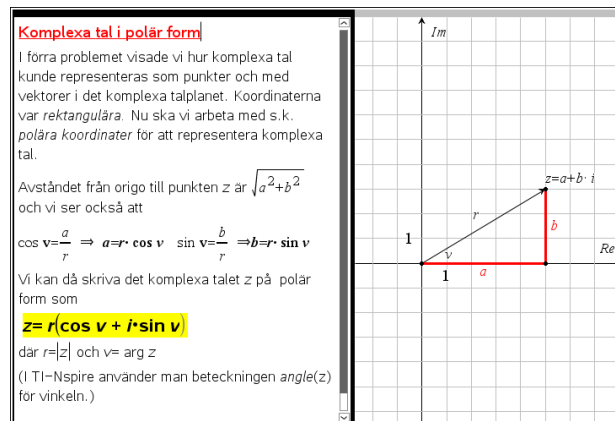 Komplexa tal i polär form
I förra problemet visade vi hur komplexa tal
kunde representeras som punkter och med
vektorer i det komplexa talplanet. Koordinaterna
var rektangulära. Nu ska vi arbeta med s.k.
polära koordinater för att representera komplexa
tal.
Avståndet från origo till punkten z är √(a²+b²)
och vi ser också att
cos v=a/r ⇒ a=r· cos v sin v=b/r ⇒b=r· sin v
Vi kan då skriva det komplexa talet z på polär
form som
z= r(cos v + i·sin v)
där r=|z| och v= arg z
(I TI-Nspire använder man beteckningen angle(z)
för vinkeln.)
Im
z=a+b· i
r
b
1
v
Re
1
a